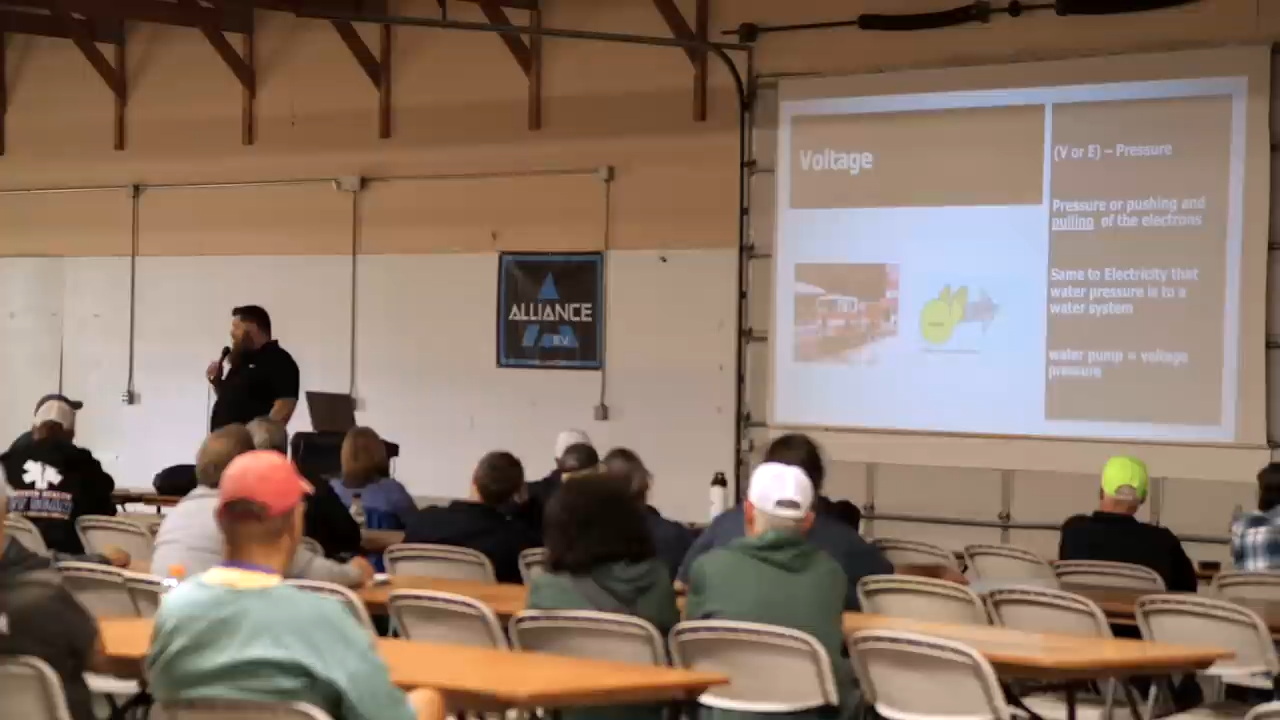 Voltage
(V or E) – Pressure
Pressure or pushing and
pulling of the electrons
Same to Electricity that
water pressure is to a
water system
water pump = voltage
pressure
ALLIANCE
RV